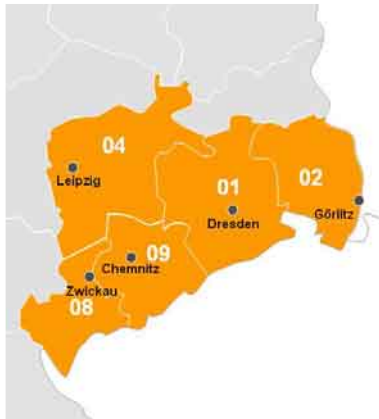 04
Leipzig
01
02
Dresden
Görlitz
09
Chemnitz
Zwickau
08